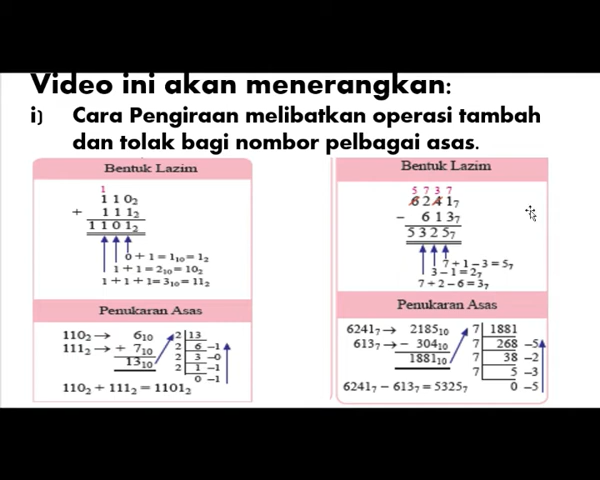 Video ini akan menerangkan:
i) Cara Pengiraan melibatkan operasi tambah
dan tolak bagi nombor pelbagai asas.
Bentuk Lazim
1
1 1 0₂
+ 1 1 1₂
1 1 0 1₂
0 + 1 = 1₁₀ = 1₂
1 + 1 = 2₁₀ = 10₂
1 + 1 + 1 = 3₁₀ = 11₂
Penukaran Asas
110₂ → 6₁₀
111₂ → + 7₁₀
13₁₀
2 13
2 6 –1
2 3 –0
2 1 –1
0 –1
110₂ + 111₂ = 1101₂
Bentuk Lazim
5 7 3 7
6 2 4 1₇
– 6 1 3₇
5 3 2 5₇
7 + 1 – 3 = 5₇
3 – 1 = 2₇
7 + 2 – 6 = 3₇
Penukaran Asas
6241₇ → 2185₁₀
613₇ → – 304₁₀
1881₁₀
7 1881
7 268 –5
7 38 –2
7 5 –3
0 –5
6241₇ – 613₇ = 5325₇